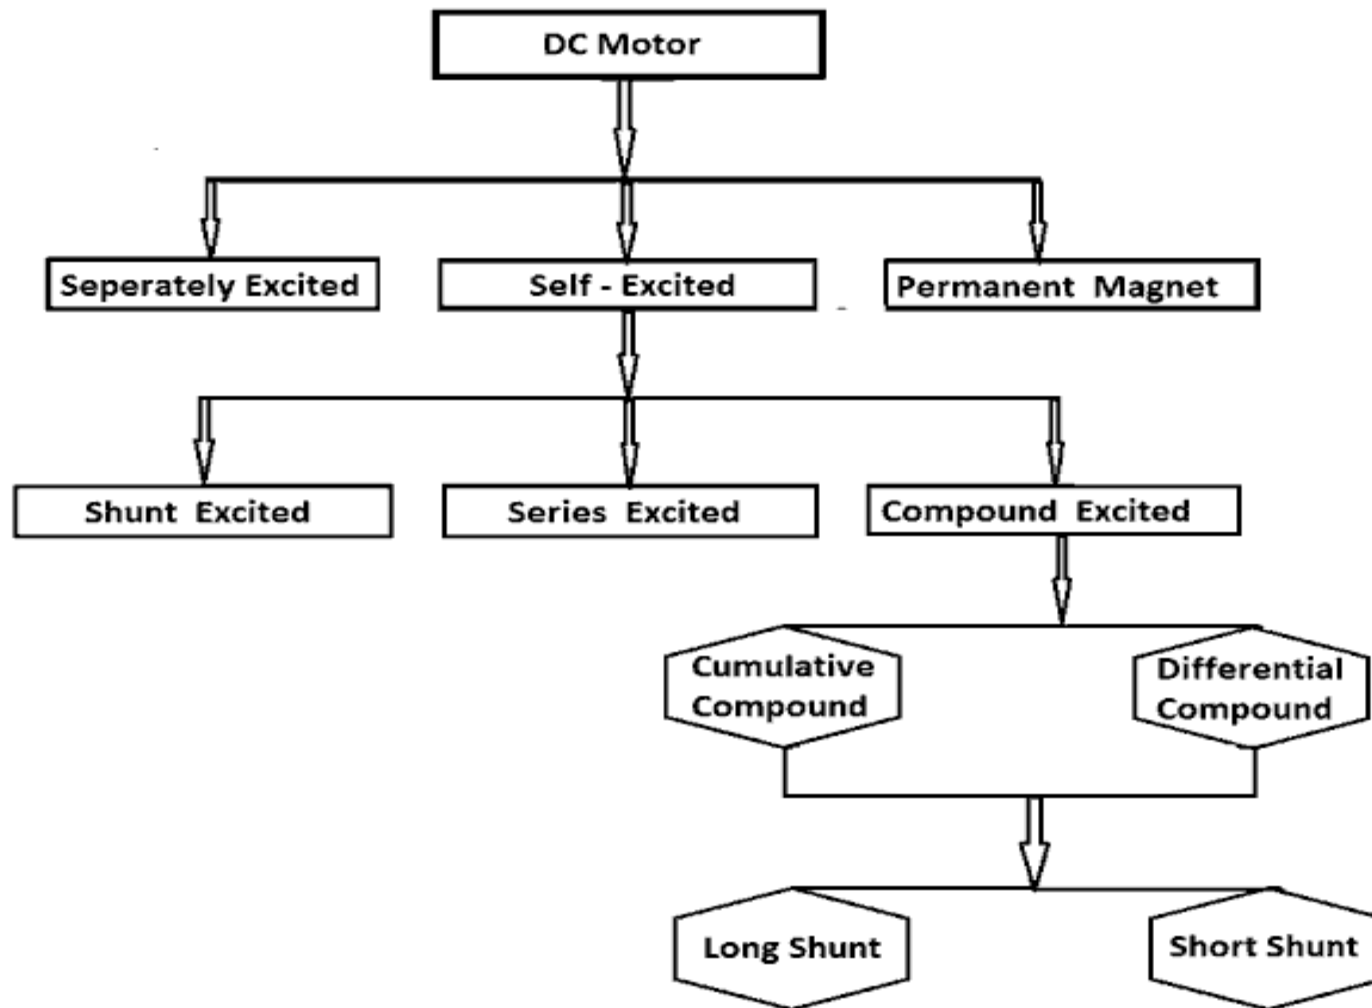 DC Motor
Seperately Excited
Self - Excited
Permanent Magnet
Shunt Excited
Series Excited
Compound Excited
Cumulative
Compound
Differential
Compound
Long Shunt
Short Shunt